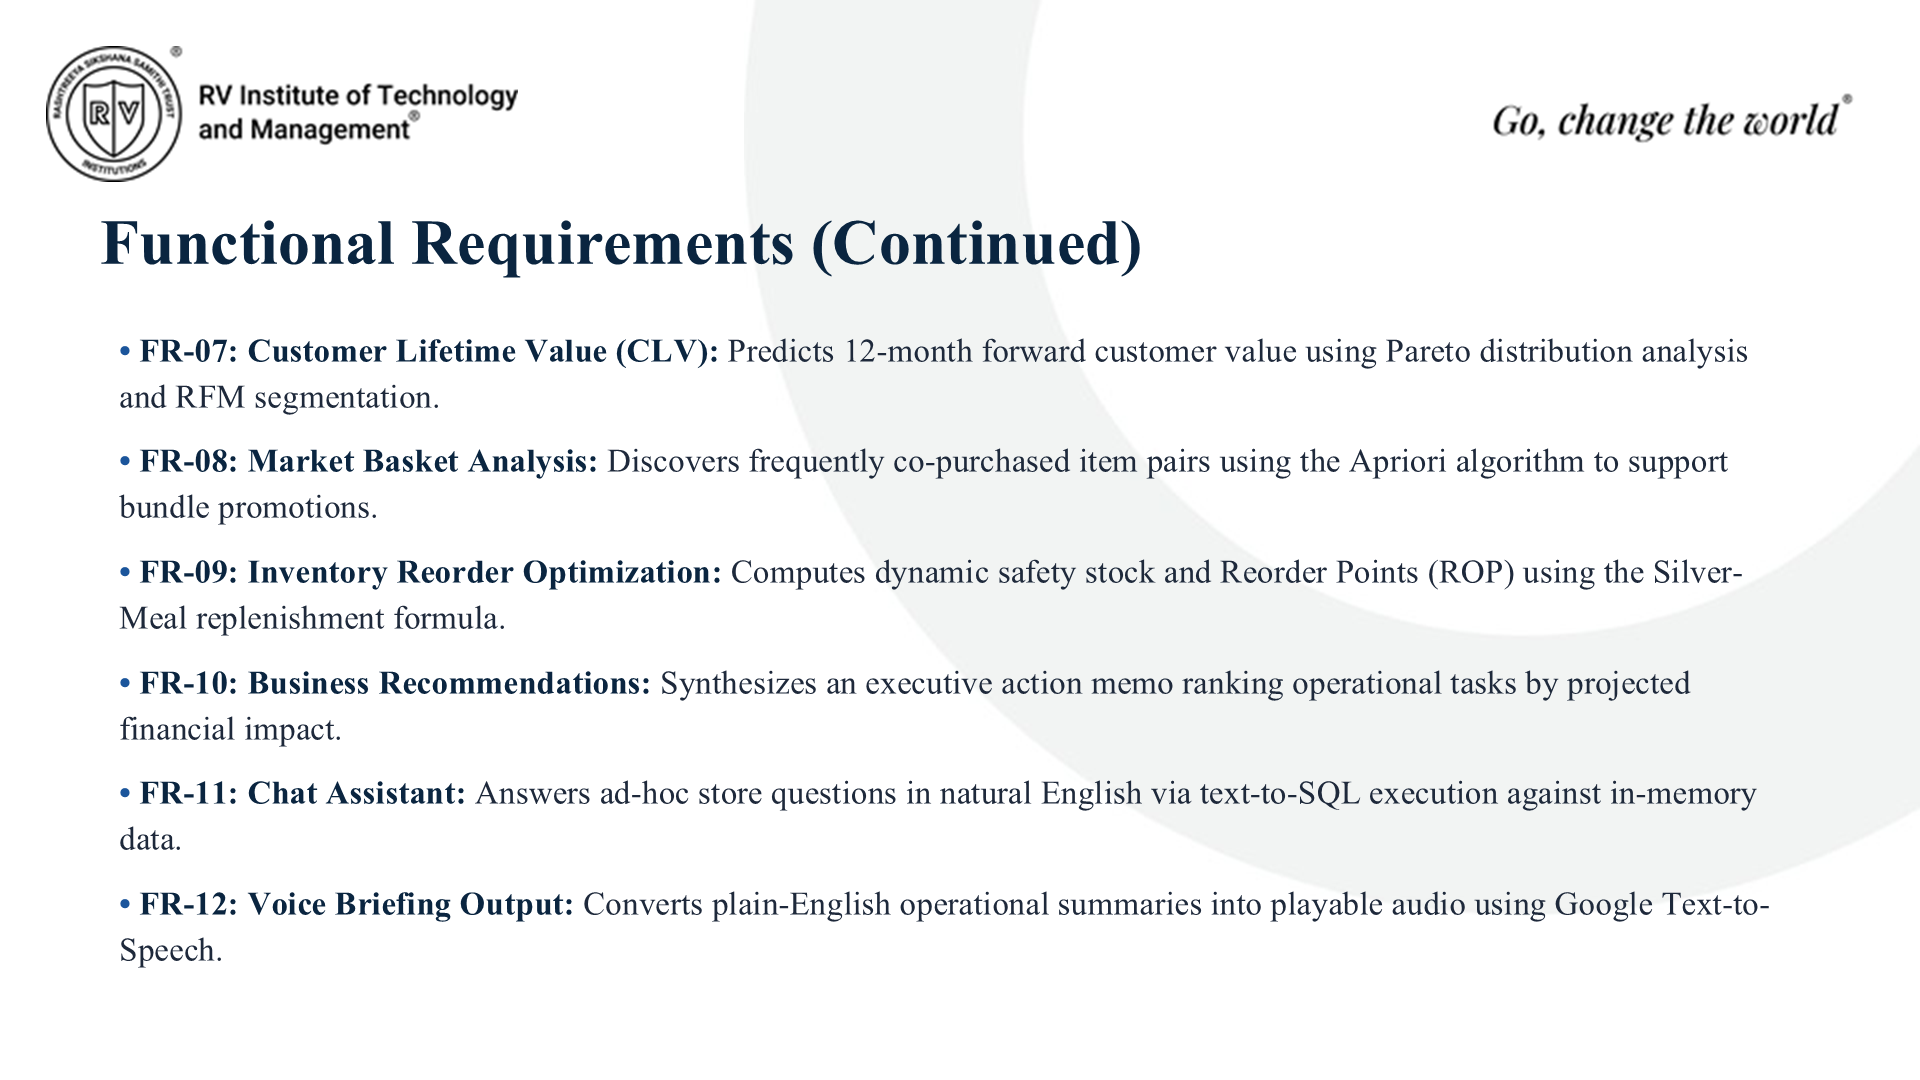 RASHTREEYA SIKSHANA SAMITHI TRUST
RV
INSTITUTIONS
®
RV Institute of Technology
and Management®
Go, change the world®
Functional Requirements (Continued)
• FR-07: Customer Lifetime Value (CLV): Predicts 12-month forward customer value using Pareto distribution analysis
and RFM segmentation.
• FR-08: Market Basket Analysis: Discovers frequently co-purchased item pairs using the Apriori algorithm to support
bundle promotions.
• FR-09: Inventory Reorder Optimization: Computes dynamic safety stock and Reorder Points (ROP) using the Silver-
Meal replenishment formula.
• FR-10: Business Recommendations: Synthesizes an executive action memo ranking operational tasks by projected
financial impact.
• FR-11: Chat Assistant: Answers ad-hoc store questions in natural English via text-to-SQL execution against in-memory
data.
• FR-12: Voice Briefing Output: Converts plain-English operational summaries into playable audio using Google Text-to-
Speech.